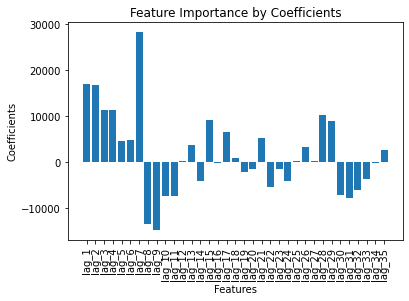 Feature Importance by Coefficients
Coefficients
30000
20000
10000
0
−10000
lag_1
lag_2
lag_3
lag_4
lag_5
lag_6
lag_7
lag_8
lag_9
lag_10
lag_11
lag_12
lag_13
lag_14
lag_15
lag_16
lag_17
lag_18
lag_19
lag_20
lag_21
lag_22
lag_23
lag_24
lag_25
lag_26
lag_27
lag_28
lag_29
lag_30
lag_31
lag_32
lag_33
lag_34
lag_35
Features